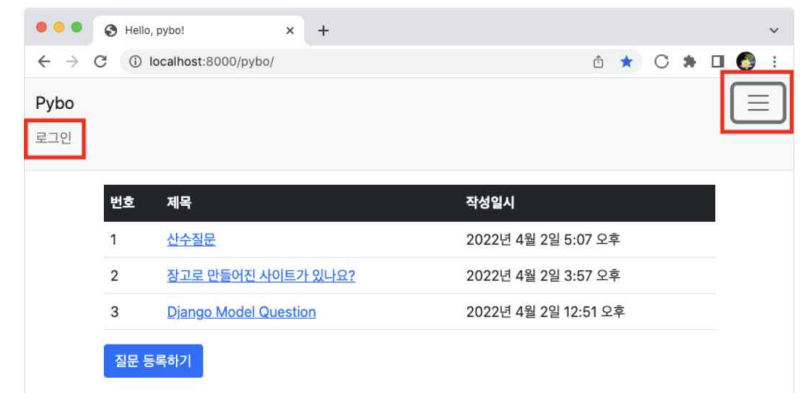 Hello, pybo!
localhost:8000/pybo/
Pybo
로그인
번호 제목 작성일시
1 산수질문 2022년 4월 2일 5:07 오후
2 장고로 만들어진 사이트가 있나요? 2022년 4월 2일 3:57 오후
3 Django Model Question 2022년 4월 2일 12:51 오후
질문 등록하기